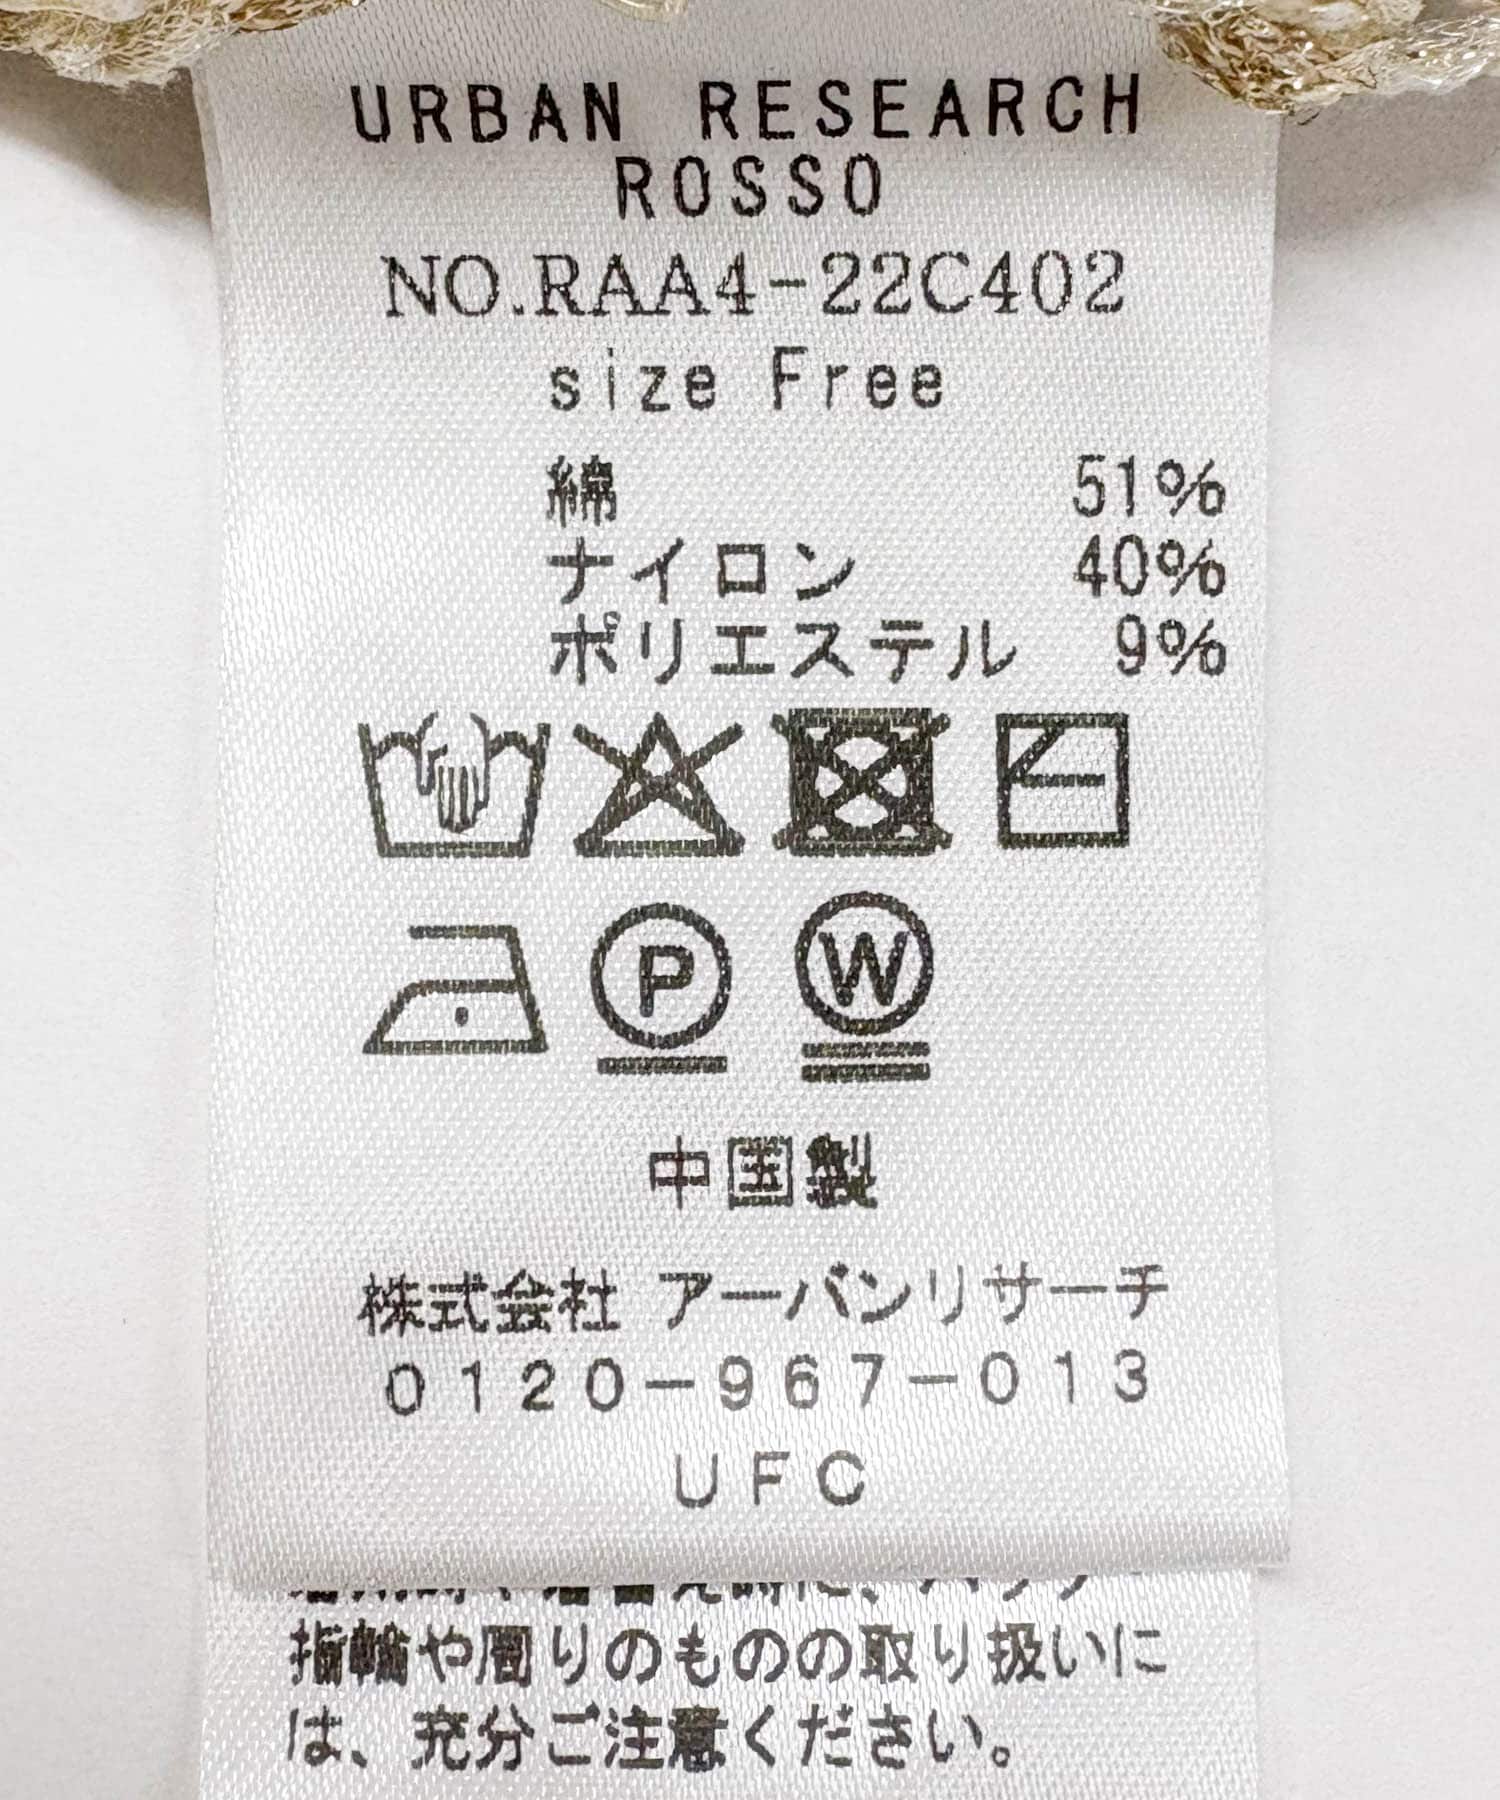 URBAN RESEARCH
ROSSO
NO.RAA4-22C402
size Free
綿 51%
ナイロン 40%
ポリエステル 9%
P W
中国製
株式会社 アーバンリサーチ
0120-967-013
UFC
指輪や周りのものの取り扱いに
は、充分ご注意ください。